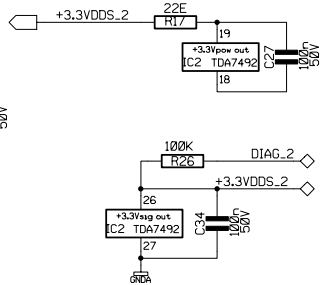 22E
+3.3VDDS_2
R17
19
+3.3Vpow out
IC2 TDA7492
18
C27
100n
50V
50V
100K
R26
DIAG_2
+3.3VDDS_2
26
+3.3Vsig out
IC2 TDA7492
27
C34
100n
50V
GNDA